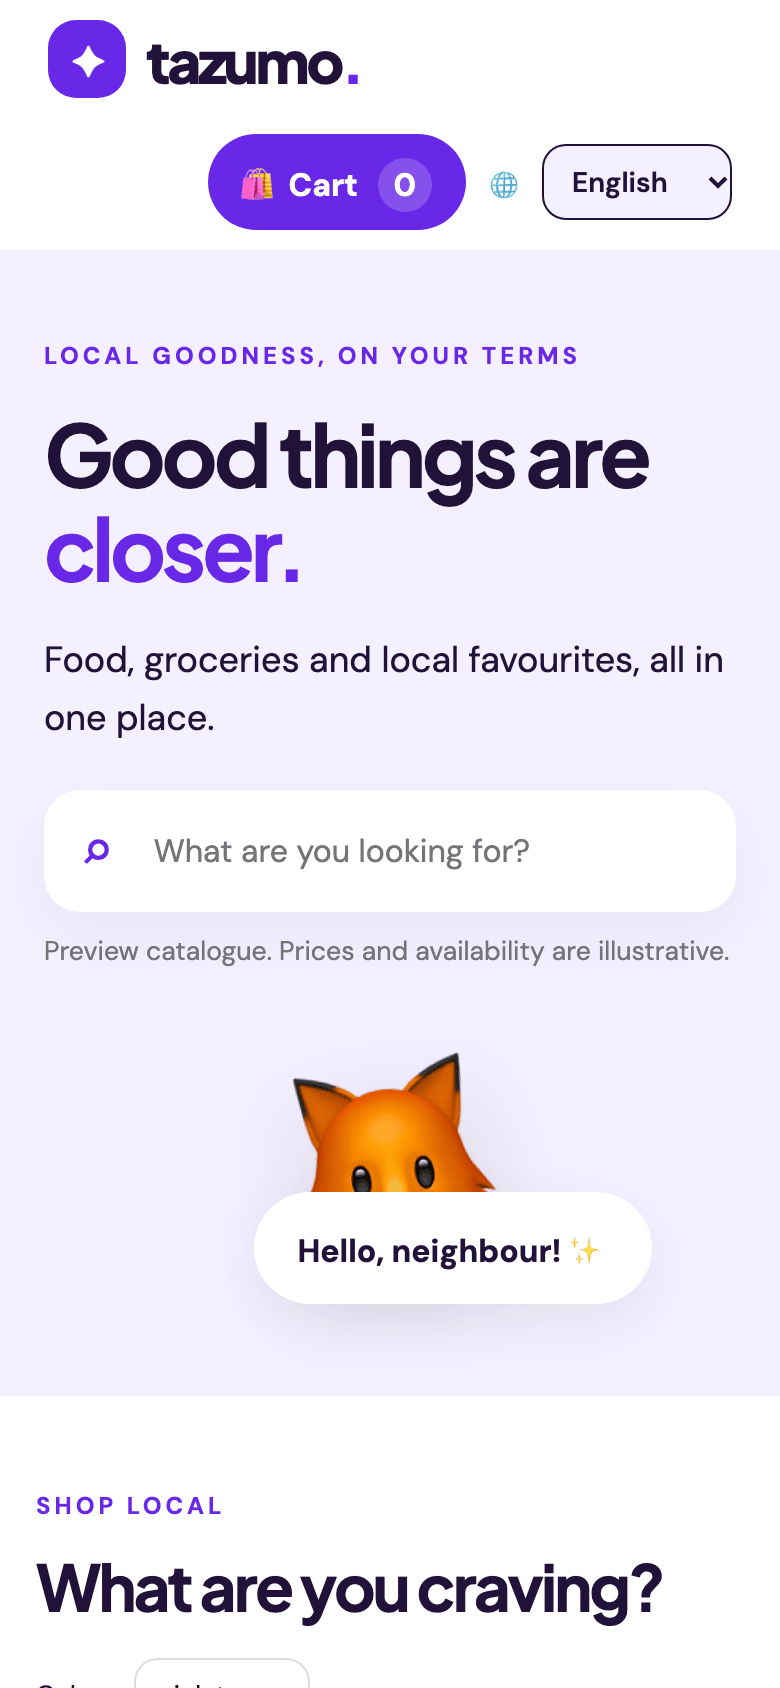 tazumo.
Cart 0
English
LOCAL GOODNESS, ON YOUR TERMS
Good things are
closer.
Food, groceries and local favourites, all in
one place.
What are you looking for?
Preview catalogue. Prices and availability are illustrative.
Hello, neighbour! ✨
SHOP LOCAL
What are you craving?